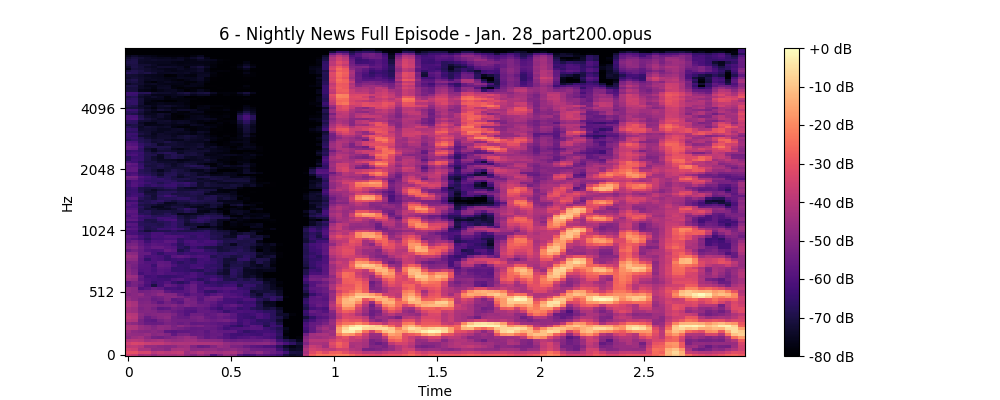 6 - Nightly News Full Episode - Jan. 28_part200.opus
Hz
4096
2048
1024
512
0
0
0.5
1
1.5
2
2.5
Time
+0 dB
-10 dB
-20 dB
-30 dB
-40 dB
-50 dB
-60 dB
-70 dB
-80 dB